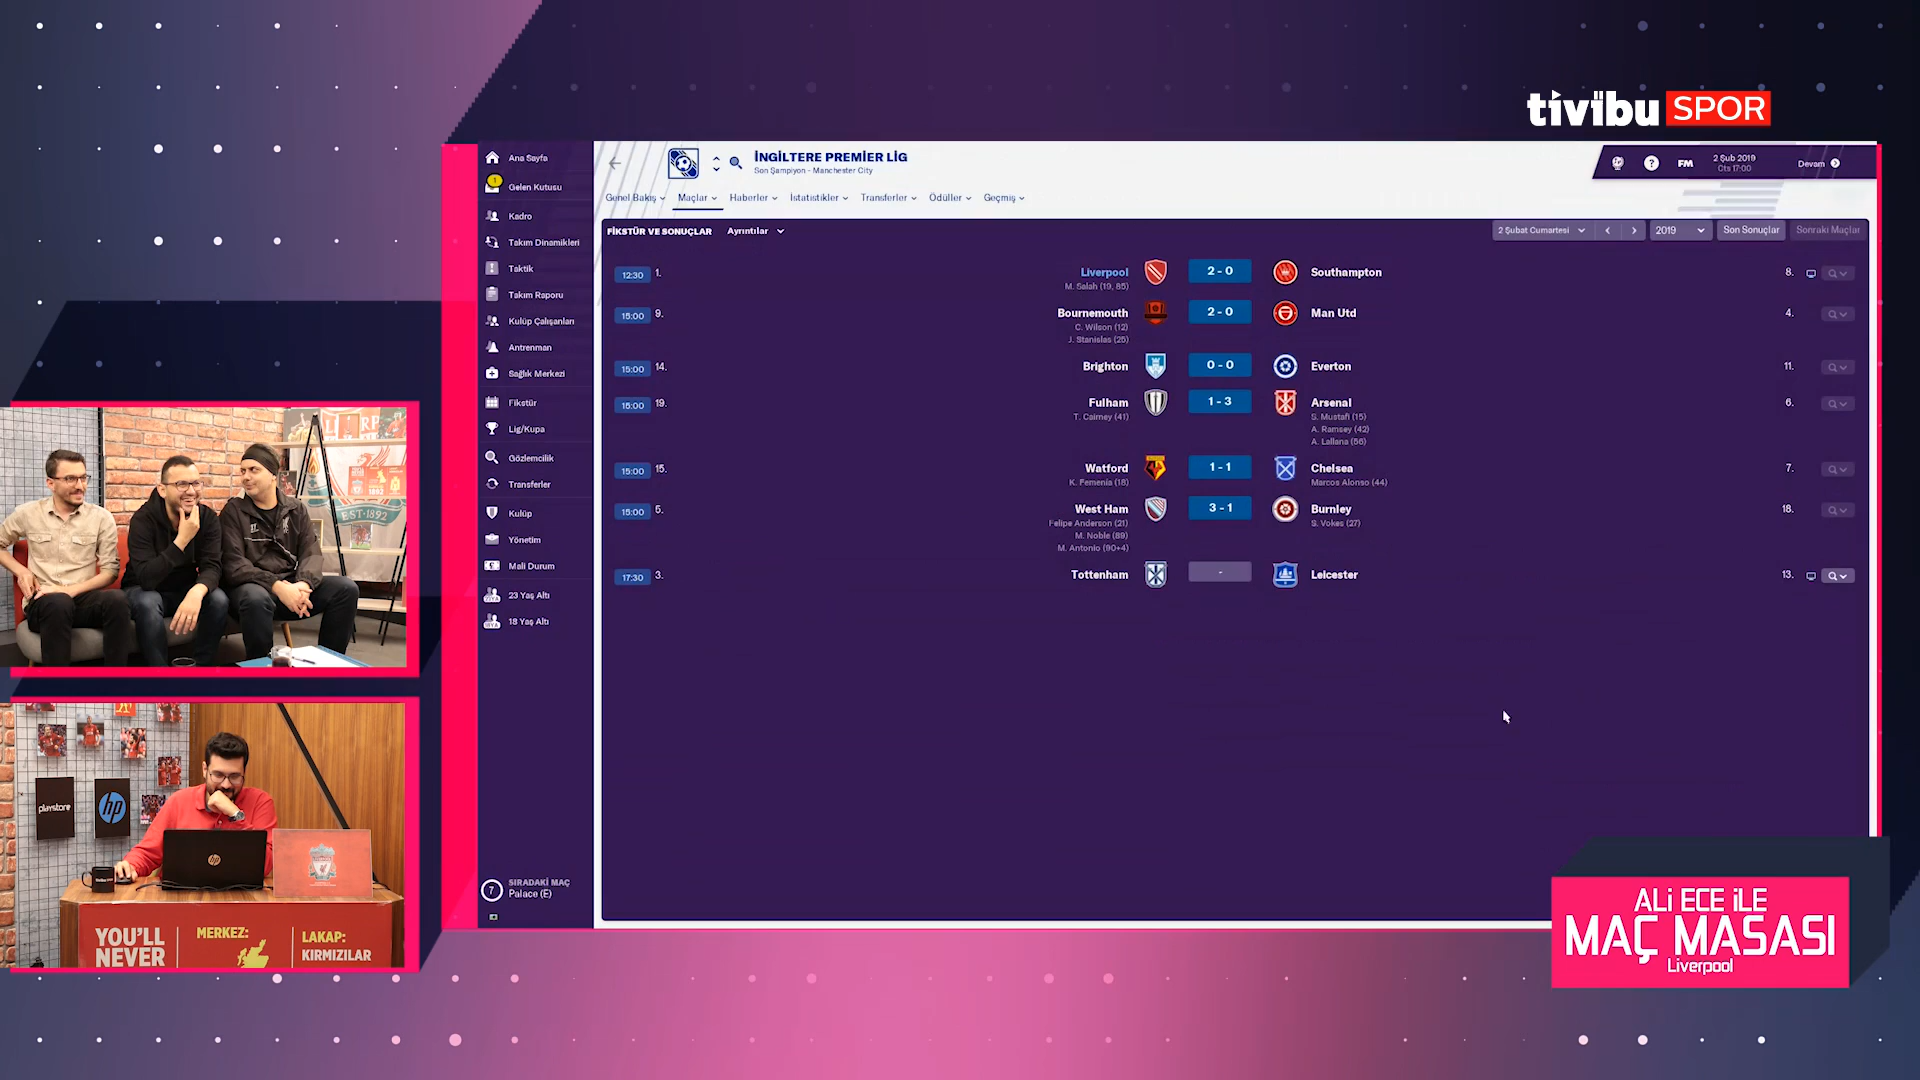 tivibu SPOR
Ana Sayfa
1
Gelen Kutusu
Kadro
Takım Dinamikleri
Taktik
Takım Raporu
Kulüp Çalışanları
Antrenman
Sağlık Merkezi
Fikstür
Lig/Kupa
Gözlemcilik
Transferler
Kulüp
Yönetim
Mali Durum
23 Yaş Altı
18 Yaş Altı
7 SIRADAKİ MAÇ
Palace (E)
İNGİLTERE PREMİER LİG
Son Şampiyon - Manchester City
? FM 2 Şub 2019
Cts 17:00
Devam
Genel Bakış Maçlar Haberler İstatistikler Transferler Ödüller Geçmiş
FİKSTÜR VE SONUÇLAR Ayrıntılar 2 Şubat Cumartesi 2019 Son Sonuçlar Sonraki Maçlar
12:30 1. Liverpool 2 - 0 Southampton 8.
M. Salah (19, 85)
15:00 9. Bournemouth 2 - 0 Man Utd 4.
C. Wilson (12)
J. Stanislas (25)
15:00 14. Brighton 0 - 0 Everton 11.
15:00 19. Fulham 1 - 3 Arsenal 6.
T. Cairney (41) S. Mustafi (15)
A. Ramsey (42)
A. Lallana (56)
15:00 15. Watford 1 - 1 Chelsea 7.
K. Femenia (18) Marcos Alonso (44)
15:00 5. West Ham 3 - 1 Burnley 18.
Felipe Anderson (21) S. Vokes (27)
M. Noble (89)
M. Antonio (90+4)
17:30 3. Tottenham - Leicester 13.
EST·1892
playstore
hp
hp
YOU'LL
NEVER
MERKEZ:
LAKAP:
KIRMIZILAR
ALİ ECE İLE
MAÇ MASASI
Liverpool